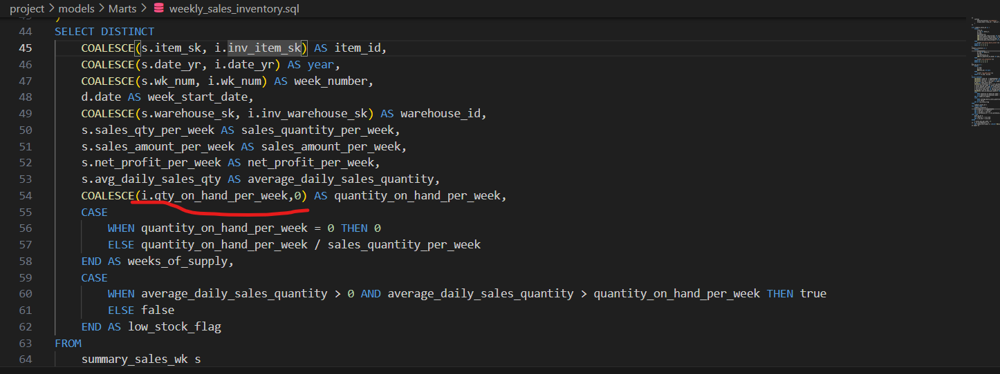 project > models > Marts > weekly_sales_inventory.sql
)
44 SELECT DISTINCT
45 COALESCE(s.item_sk, i.inv_item_sk) AS item_id,
46 COALESCE(s.date_yr, i.date_yr) AS year,
47 COALESCE(s.wk_num, i.wk_num) AS week_number,
48 d.date AS week_start_date,
49 COALESCE(s.warehouse_sk, i.inv_warehouse_sk) AS warehouse_id,
50 s.sales_qty_per_week AS sales_quantity_per_week,
51 s.sales_amount_per_week AS sales_amount_per_week,
52 s.net_profit_per_week AS net_profit_per_week,
53 s.avg_daily_sales_qty AS average_daily_sales_quantity,
54 COALESCE(i.qty_on_hand_per_week,0) AS quantity_on_hand_per_week,
55 CASE
56 WHEN quantity_on_hand_per_week = 0 THEN 0
57 ELSE quantity_on_hand_per_week / sales_quantity_per_week
58 END AS weeks_of_supply,
59 CASE
60 WHEN average_daily_sales_quantity > 0 AND average_daily_sales_quantity > quantity_on_hand_per_week THEN true
61 ELSE false
62 END AS low_stock_flag
63 FROM
64 summary_sales_wk s